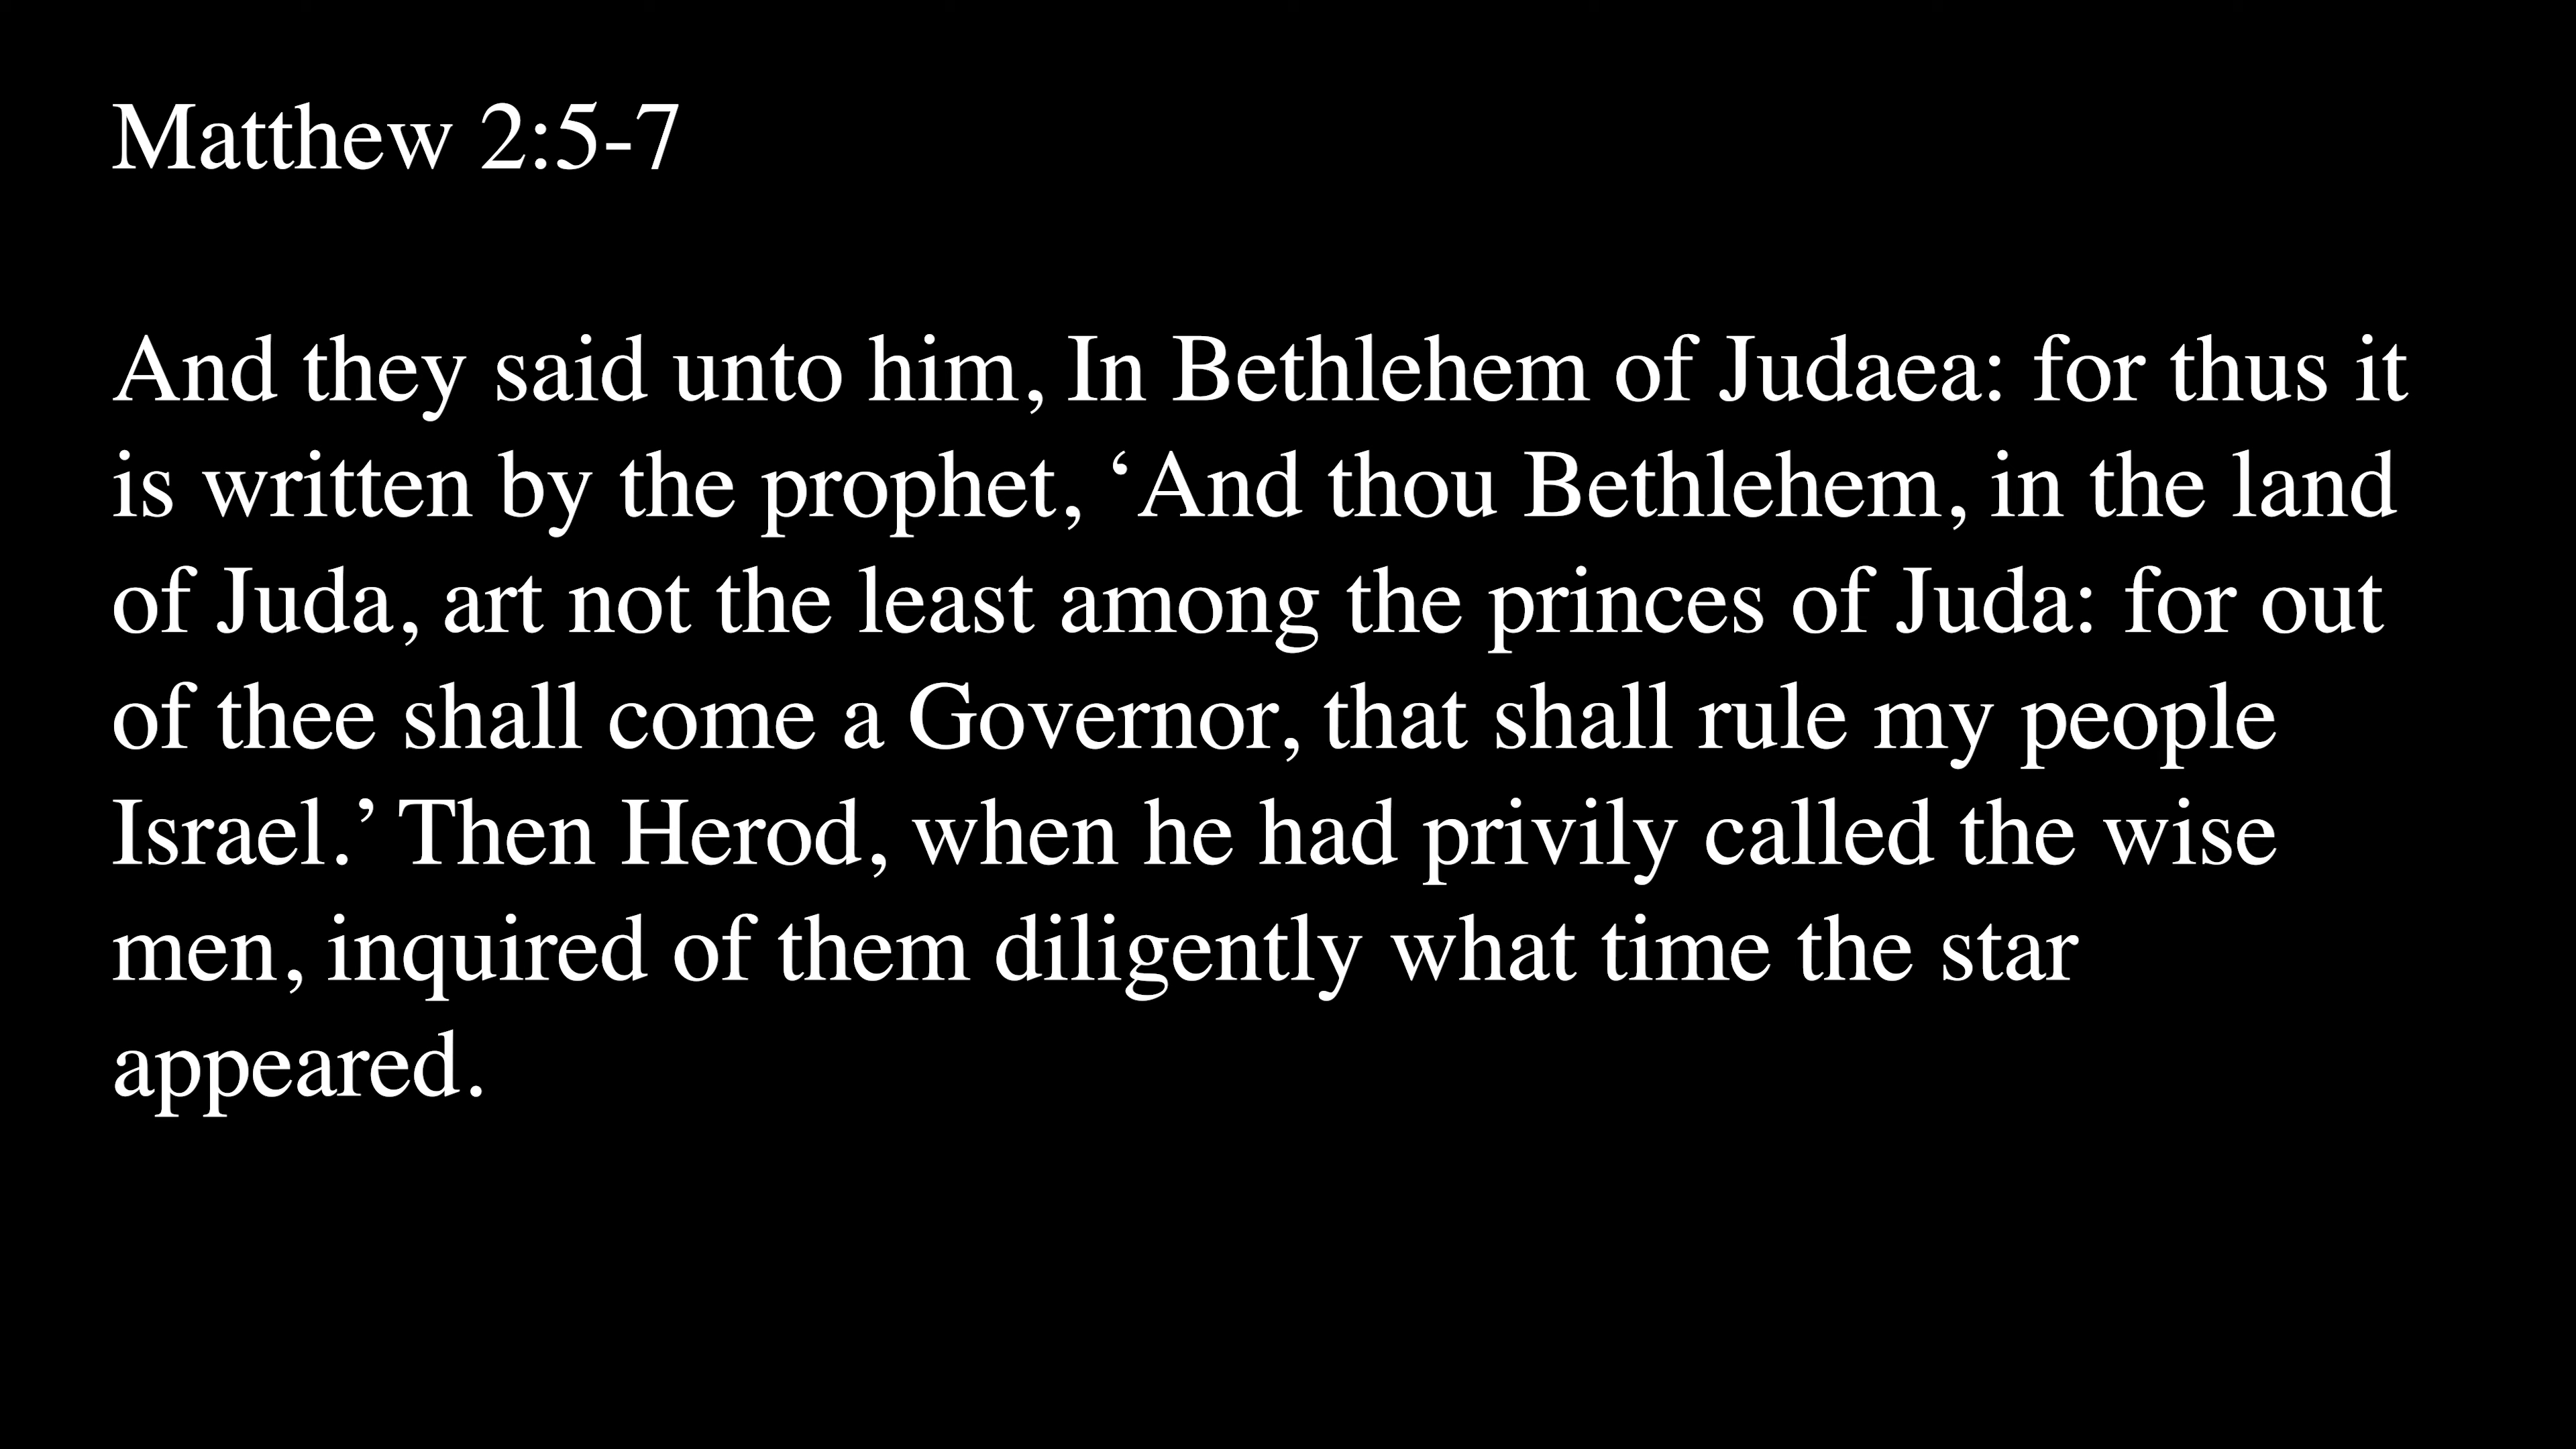 Matthew 2:5-7
And they said unto him, In Bethlehem of Judaea: for thus it
is written by the prophet, ‘And thou Bethlehem, in the land
of Juda, art not the least among the princes of Juda: for out
of thee shall come a Governor, that shall rule my people
Israel.’ Then Herod, when he had privily called the wise
men, inquired of them diligently what time the star
appeared.